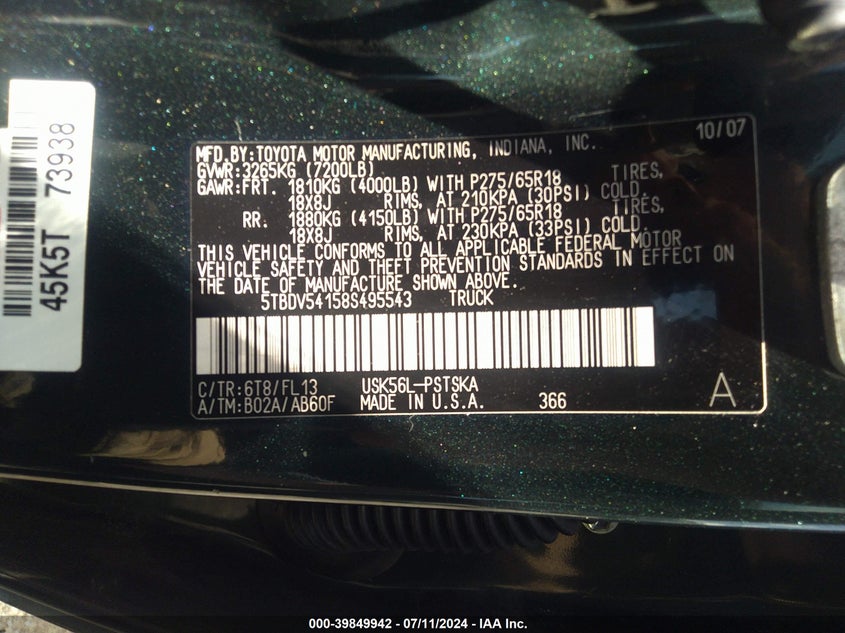 45K5T 73938
10/07
MFD.BY:TOYOTA MOTOR MANUFACTURING, INDIANA, INC.
GVWR:3265KG (7200LB)
GAWR:FRT. 1810KG (4000LB) WITH P275/65R18 TIRES,
18X8J RIMS, AT 210KPA (30PSI) COLD.
RR. 1880KG (4150LB) WITH P275/65R18 TIRES,
18X8J RIMS, AT 230KPA (33PSI) COLD.
THIS VEHICLE CONFORMS TO ALL APPLICABLE FEDERAL MOTOR
VEHICLE SAFETY AND THEFT PREVENTION STANDARDS IN EFFECT ON
THE DATE OF MANUFACTURE SHOWN ABOVE.
5TBDV54158S495543 TRUCK
C/TR:6T8/FL13 USK56L-PSTSKA
A/TM:B02A/AB60F MADE IN U.S.A. 366 A
000-39849942 - 07/11/2024 - IAA Inc.